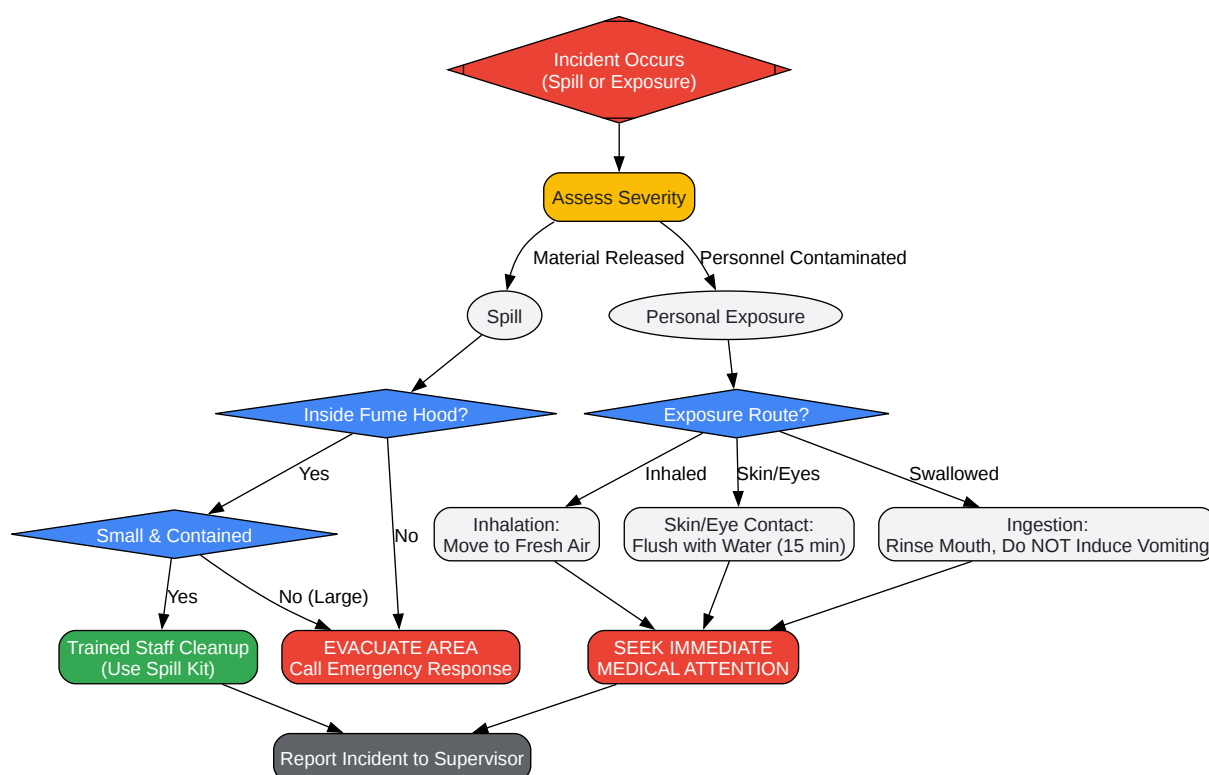 Incident Occurs
(Spill or Exposure)
Assess Severity
Material Released
Personnel Contaminated
Spill
Personal Exposure
Inside Fume Hood?
Exposure Route?
Yes
Inhaled
Skin/Eyes
Swallowed
Small & Contained
No
Inhalation:
Move to Fresh Air
Skin/Eye Contact:
Flush with Water (15 min)
Ingestion:
Rinse Mouth, Do NOT Induce Vomiting
Yes
No (Large)
Trained Staff Cleanup
(Use Spill Kit)
EVACUATE AREA
Call Emergency Response
SEEK IMMEDIATE
MEDICAL ATTENTION
Report Incident to Supervisor